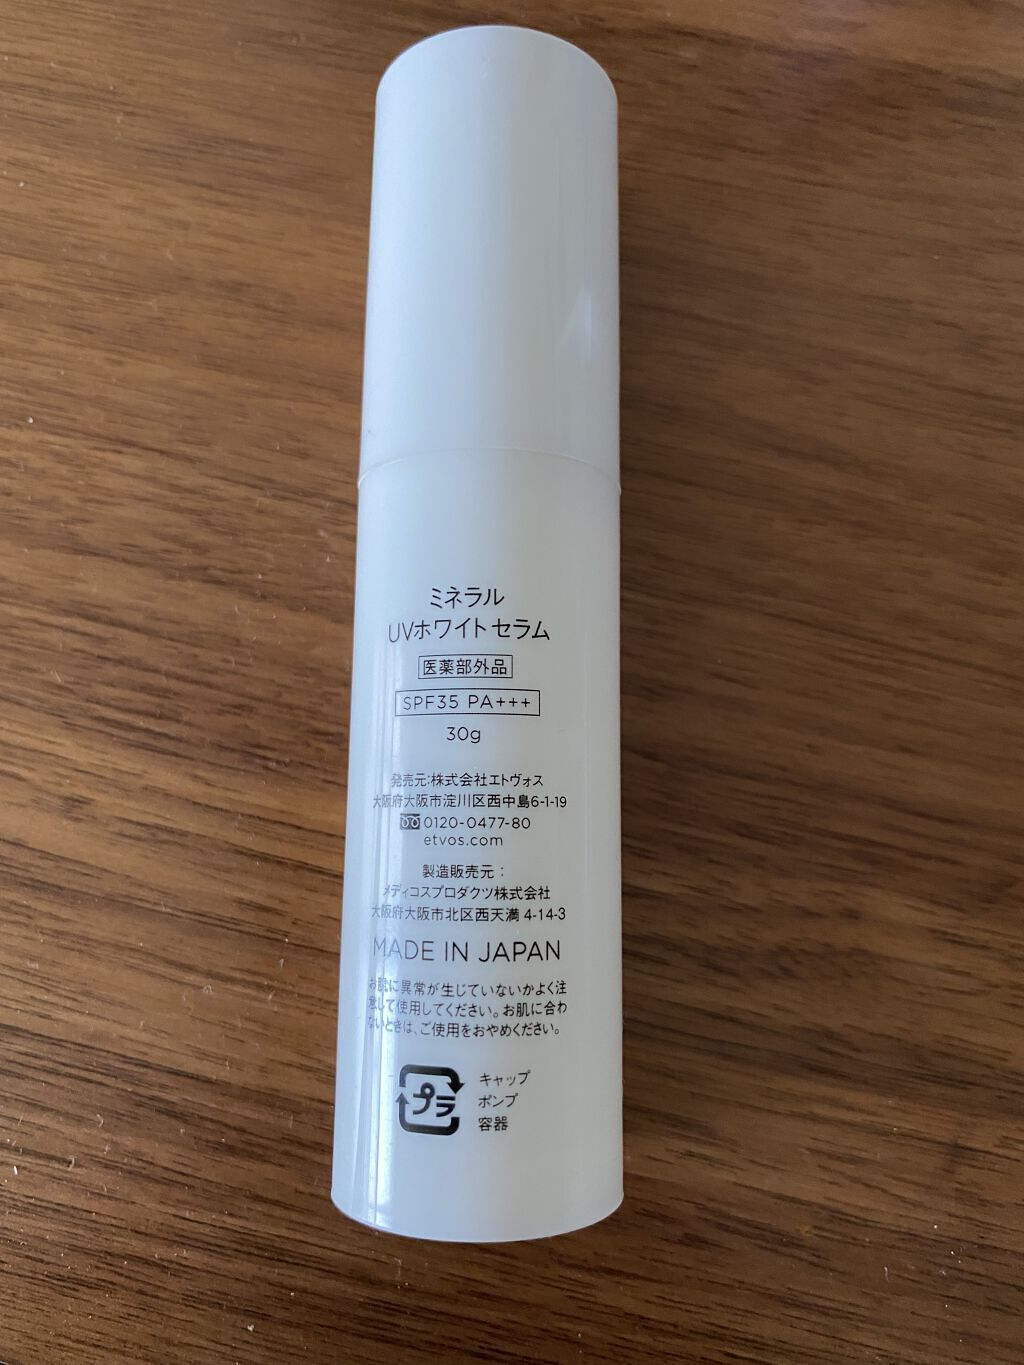 ミネラル
UVホワイトセラム
医薬部外品
SPF35 PA+++
30g
発売元:株式会社エトヴォス
大阪府大阪市淀川区西中島6-1-19
0120-0477-80
etvos.com
製造販売元:
メディコスプロダクツ株式会社
大阪府大阪市北区西天満 4-14-3
MADE IN JAPAN
お肌に異常が生じていないかよく注
意して使用してください。お肌に合わ
ないときは、ご使用をおやめください。
プラ
キャップ
ポンプ
容器